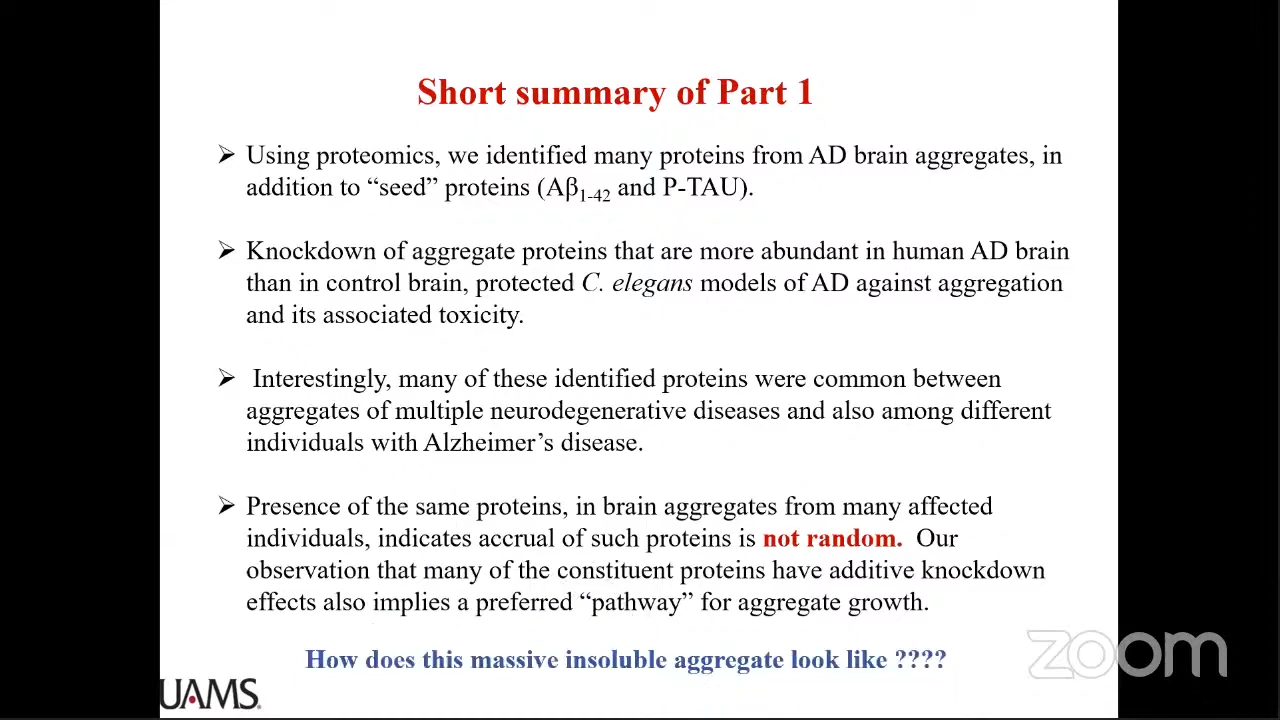 Short summary of Part 1
➢ Using proteomics, we identified many proteins from AD brain aggregates, in
addition to “seed” proteins (Aβ1-42 and P-TAU).
➢ Knockdown of aggregate proteins that are more abundant in human AD brain
than in control brain, protected C. elegans models of AD against aggregation
and its associated toxicity.
➢ Interestingly, many of these identified proteins were common between
aggregates of multiple neurodegenerative diseases and also among different
individuals with Alzheimer’s disease.
➢ Presence of the same proteins, in brain aggregates from many affected
individuals, indicates accrual of such proteins is not random. Our
observation that many of the constituent proteins have additive knockdown
effects also implies a preferred “pathway” for aggregate growth.
How does this massive insoluble aggregate look like ????
UAMS.
zoom